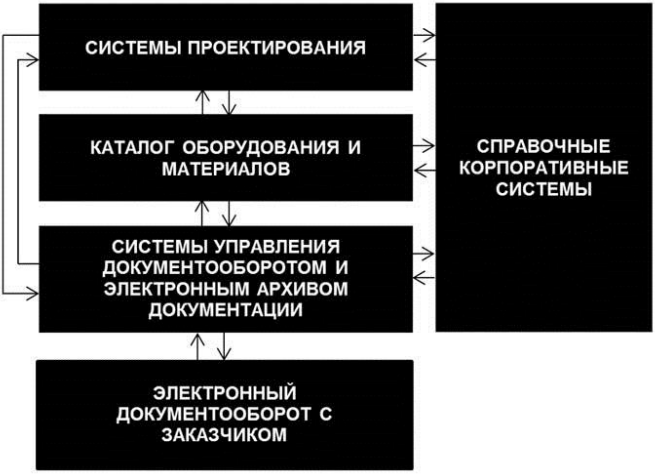 СИСТЕМЫ ПРОЕКТИРОВАНИЯ
КАТАЛОГ ОБОРУДОВАНИЯ И
МАТЕРИАЛОВ
СИСТЕМЫ УПРАВЛЕНИЯ
ДОКУМЕНТООБОРОТОМ И
ЭЛЕКТРОННЫМ АРХИВОМ
ДОКУМЕНТАЦИИ
ЭЛЕКТРОННЫЙ
ДОКУМЕНТООБОРОТ С
ЗАКАЗЧИКОМ
СПРАВОЧНЫЕ
КОРПОРАТИВНЫЕ
СИСТЕМЫ